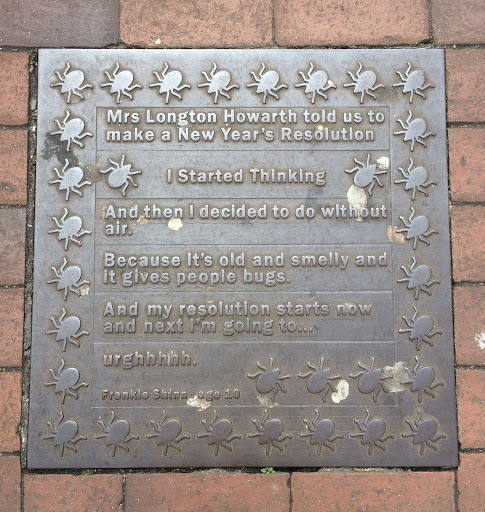 Mrs Longton Howarth told us to
make a New Year's Resolution
I Started Thinking
And then I decided to do without
air.
Because It's old and smelly and
it gives people bugs.
And my resolution starts now
and next I'm going to...
urghhhhh.
Frankie Shinn age 10